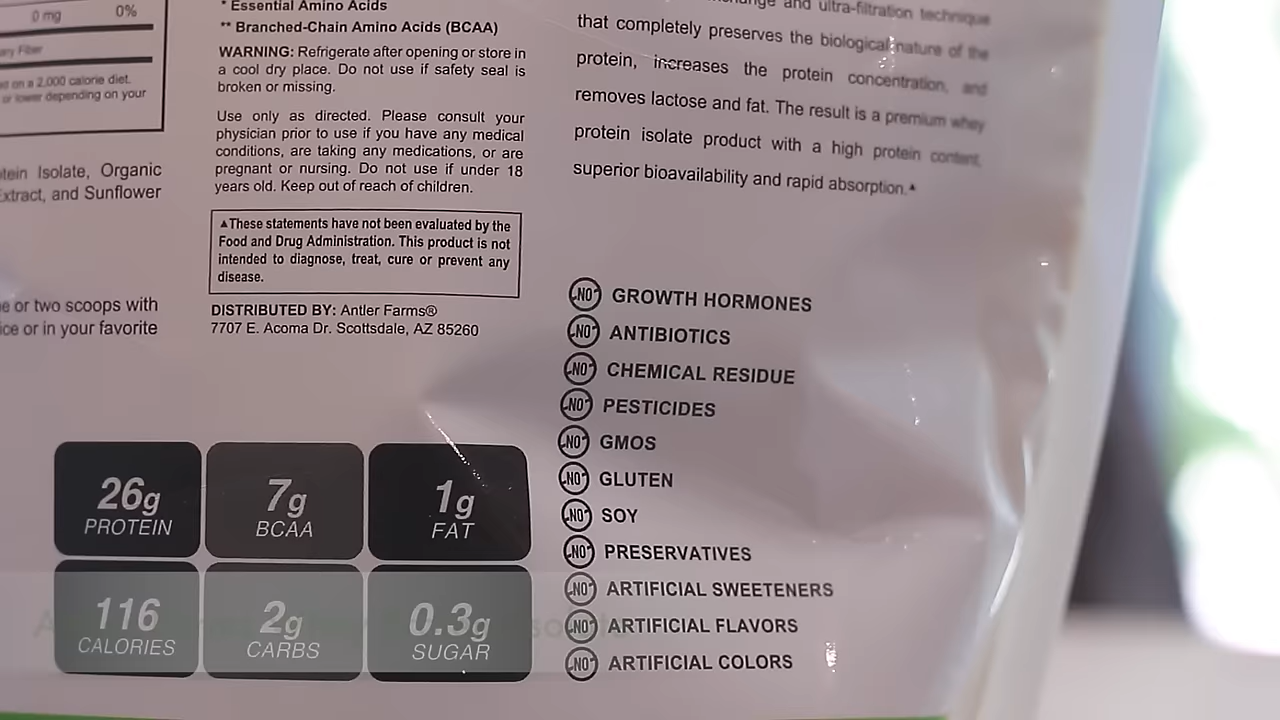 0 mg 0%
ary Fiber
on a 2,000 calorie diet.
or lower depending on your
tein Isolate, Organic
Extract, and Sunflower
e or two scoops with
ice or in your favorite
* Essential Amino Acids
** Branched-Chain Amino Acids (BCAA)
WARNING: Refrigerate after opening or store in
a cool dry place. Do not use if safety seal is
broken or missing.
Use only as directed. Please consult your
physician prior to use if you have any medical
conditions, are taking any medications, or are
pregnant or nursing. Do not use if under 18
years old. Keep out of reach of children.
▲These statements have not been evaluated by the
Food and Drug Administration. This product is not
intended to diagnose, treat, cure or prevent any
disease.
DISTRIBUTED BY: Antler Farms®
7707 E. Acoma Dr. Scottsdale, AZ 85260
and ultra-filtration technique
that completely preserves the biological nature of the
protein, increases the protein concentration, and
removes lactose and fat. The result is a premium whey
protein isolate product with a high protein content,
superior bioavailability and rapid absorption.▲
NO GROWTH HORMONES
NO ANTIBIOTICS
NO CHEMICAL RESIDUE
NO PESTICIDES
NO GMOS
NO GLUTEN
NO SOY
NO PRESERVATIVES
NO ARTIFICIAL SWEETENERS
NO ARTIFICIAL FLAVORS
NO ARTIFICIAL COLORS
26g PROTEIN
7g BCAA
1g FAT
116 CALORIES
2g CARBS
0.3g SUGAR